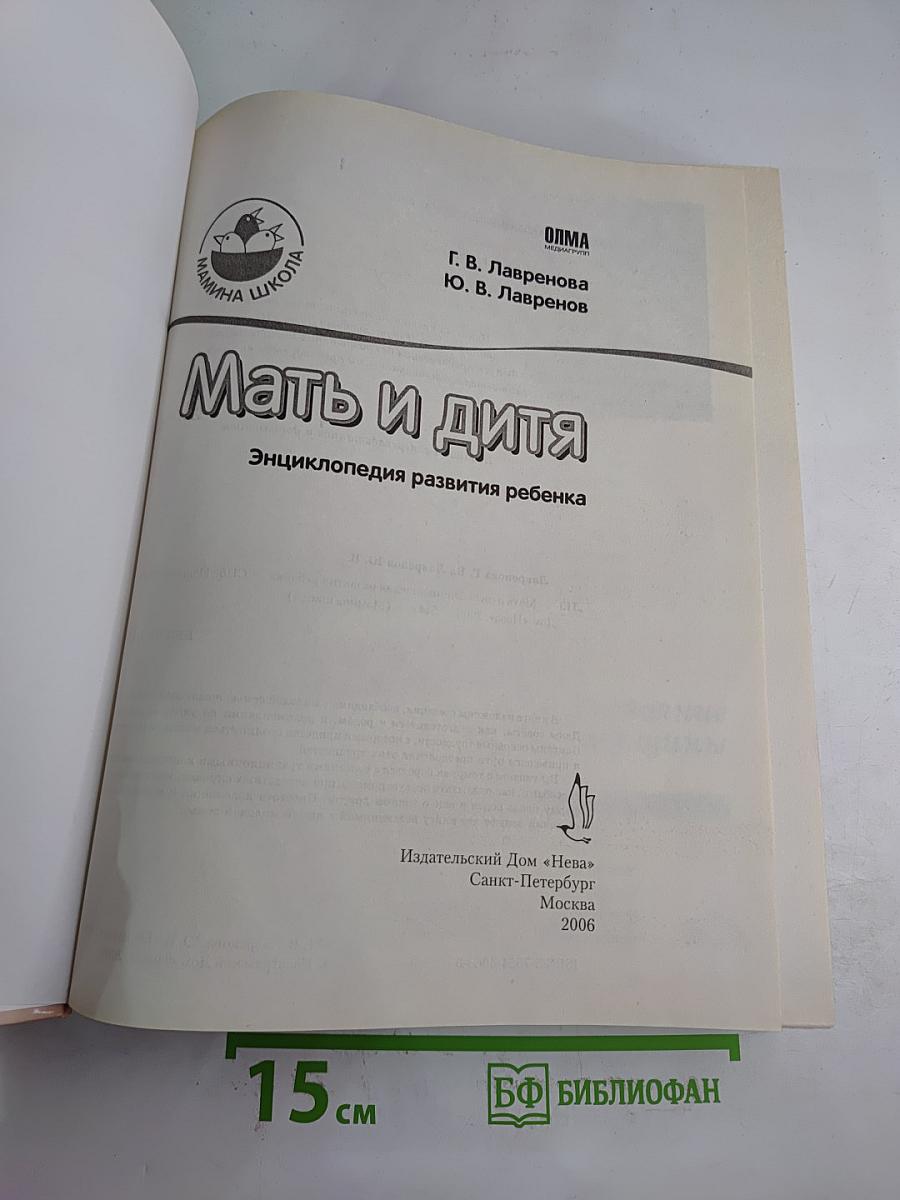 МАМИНА ШКОЛА
ОЛМА
МЕДИАГРУПП
Г. В. Лавренова
Ю. В. Лавренов
Мать и дитя
Энциклопедия развития ребенка
Издательский Дом «Нева»
Санкт-Петербург
Москва
2006
15 см
БФ БИБЛИОФАН